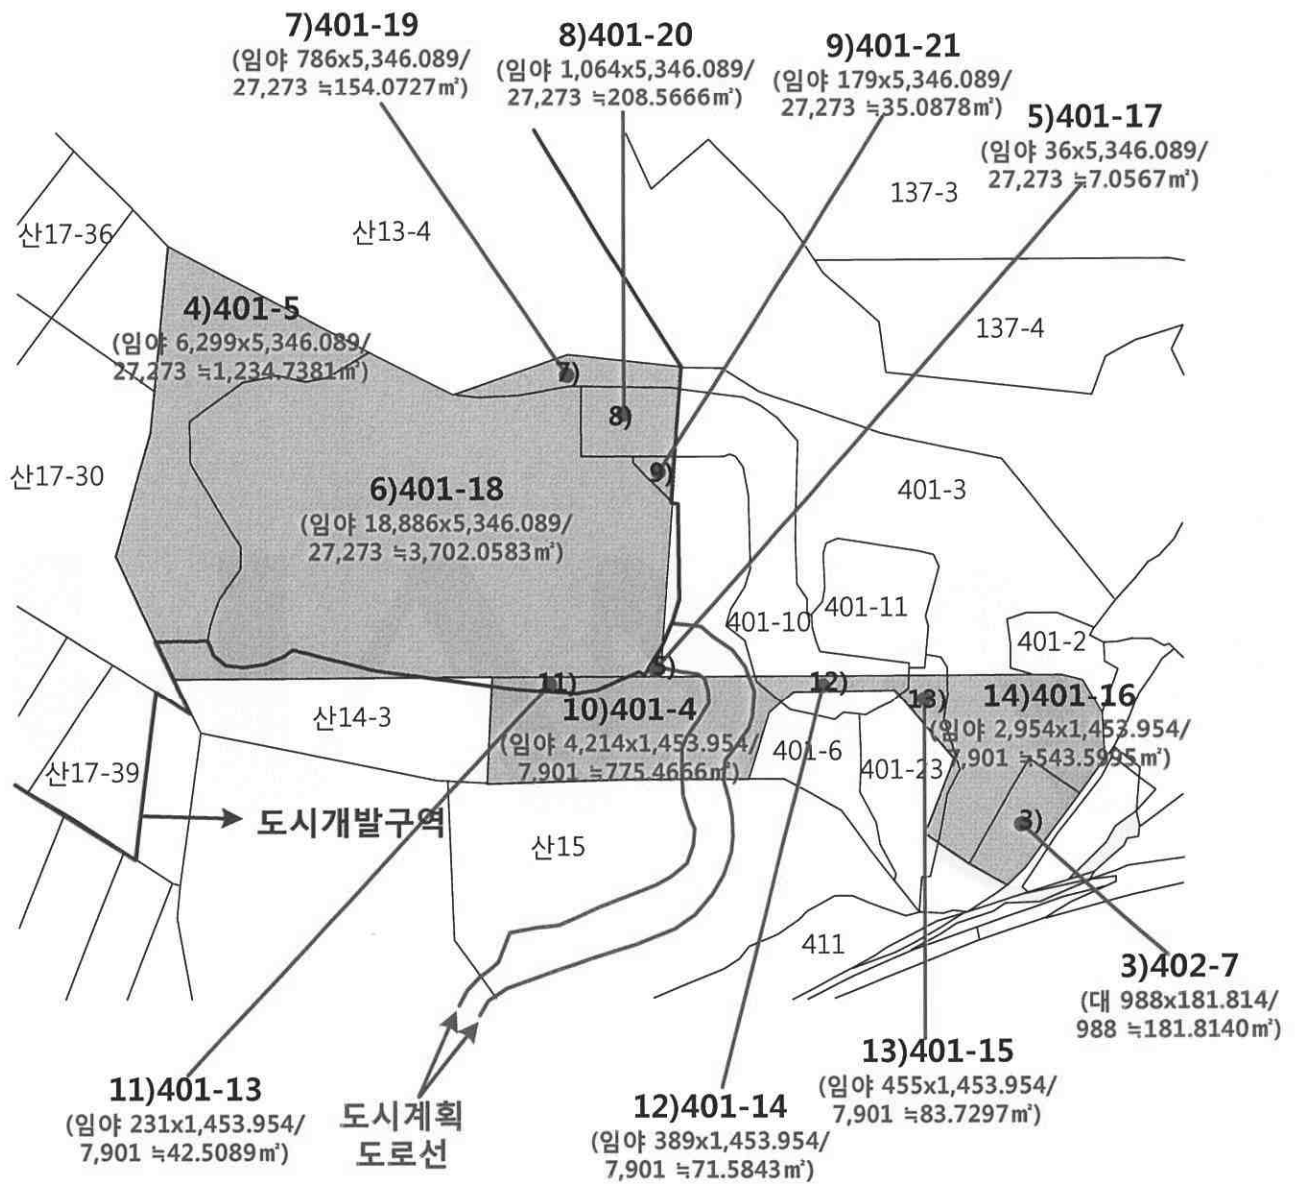 7)401-19
(임야 786x5,346.089/
27,273 ≒154.0727㎡)
8)401-20
(임야 1,064x5,346.089/
27,273 ≒208.5666㎡)
9)401-21
(임야 179x5,346.089/
27,273 ≒35.0878㎡)
5)401-17
(임야 36x5,346.089/
27,273 ≒7.0567㎡)
137-3
산17-36
산13-4
4)401-5
(임야 6,299x5,346.089/
27,273 ≒1,234.7381㎡)
137-4
7)
8)
9)
산17-30
6)401-18
(임야 18,886x5,346.089/
27,273 ≒3,702.0583㎡)
401-3
401-10
401-11
401-2
5)
11)
12)
13)
10)401-4
(임야 4,214x1,453.954/
7,901 ≒775.4666㎡)
14)401-16
(임야 2,954x1,453.954/
7,901 ≒543.5995㎡)
산14-3
401-6
401-23
산17-39
도시개발구역
산15
3)
411
3)402-7
(대 988x181.814/
988 ≒181.8140㎡)
13)401-15
(임야 455x1,453.954/
7,901 ≒83.7297㎡)
11)401-13
(임야 231x1,453.954/
7,901 ≒42.5089㎡)
도시계획
도로선
12)401-14
(임야 389x1,453.954/
7,901 ≒71.5843㎡)